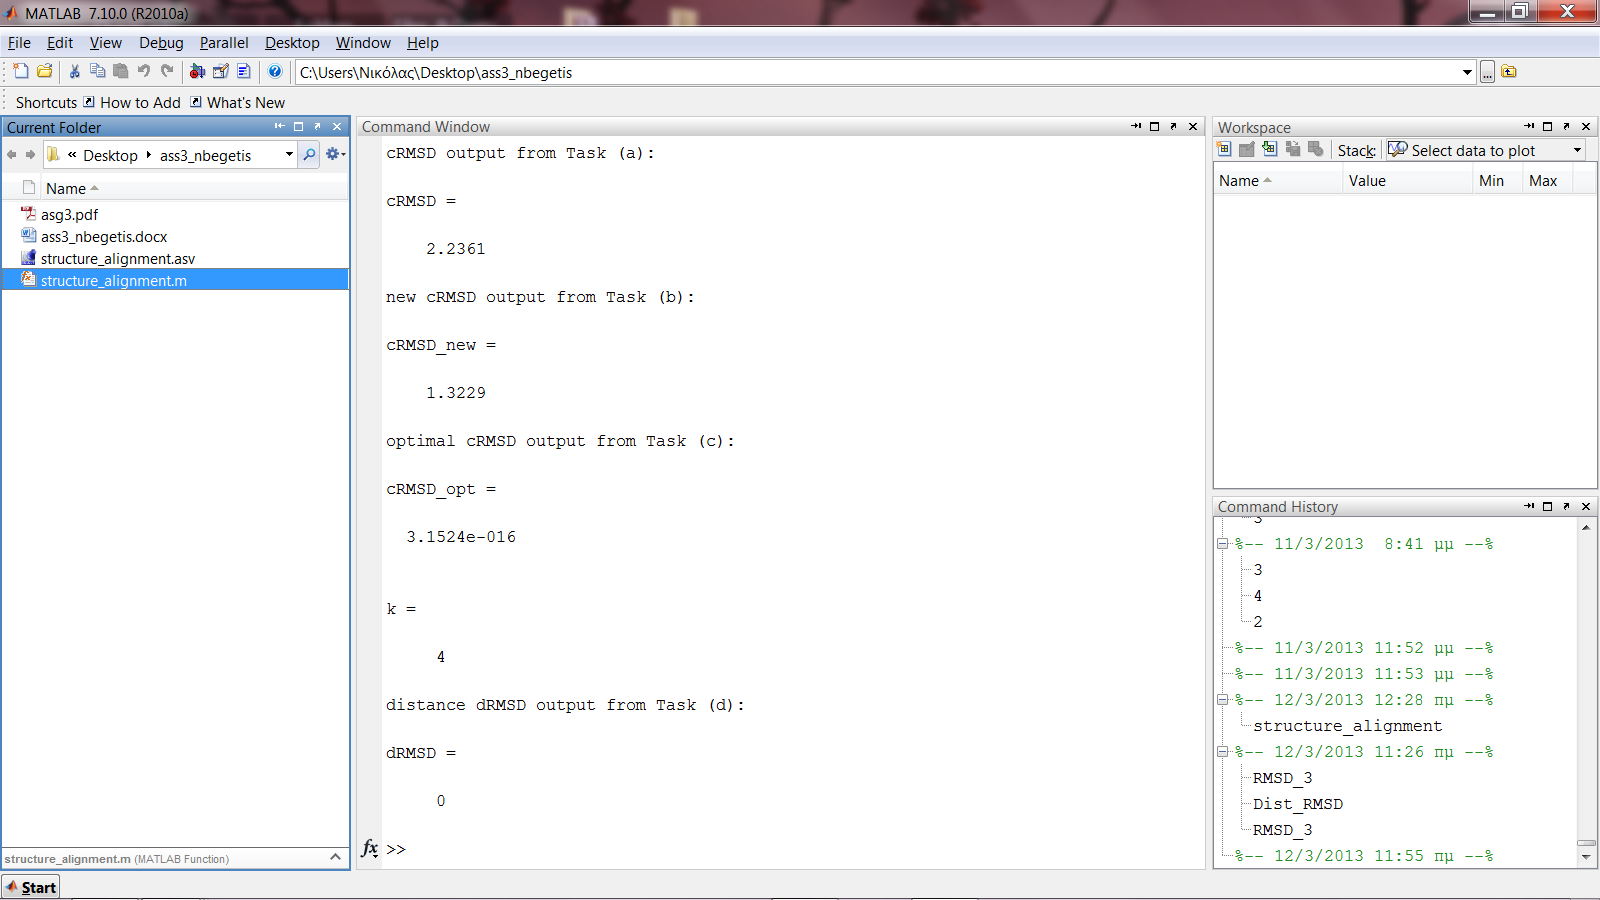 MATLAB 7.10.0 (R2010a)
File Edit View Debug Parallel Desktop Window Help
C:\Users\Νικόλας\Desktop\ass3_nbegetis
...
Shortcuts How to Add What's New
Current Folder
« Desktop ass3_nbegetis
Name
asg3.pdf
ass3_nbegetis.docx
structure_alignment.asv
structure_alignment.m
structure_alignment.m (MATLAB Function)
Start
Command Window
cRMSD output from Task (a):
cRMSD =
2.2361
new cRMSD output from Task (b):
cRMSD_new =
1.3229
optimal cRMSD output from Task (c):
cRMSD_opt =
3.1524e-016
k =
4
distance dRMSD output from Task (d):
dRMSD =
0
fx >>
Workspace
Stack: Select data to plot
Name Value Min Max
Command History
3
%-- 11/3/2013 8:41 μμ --%
3
4
2
%-- 11/3/2013 11:52 μμ --%
%-- 11/3/2013 11:53 μμ --%
%-- 12/3/2013 12:28 πμ --%
structure_alignment
%-- 12/3/2013 11:26 πμ --%
RMSD_3
Dist_RMSD
RMSD_3
%-- 12/3/2013 11:55 πμ --%